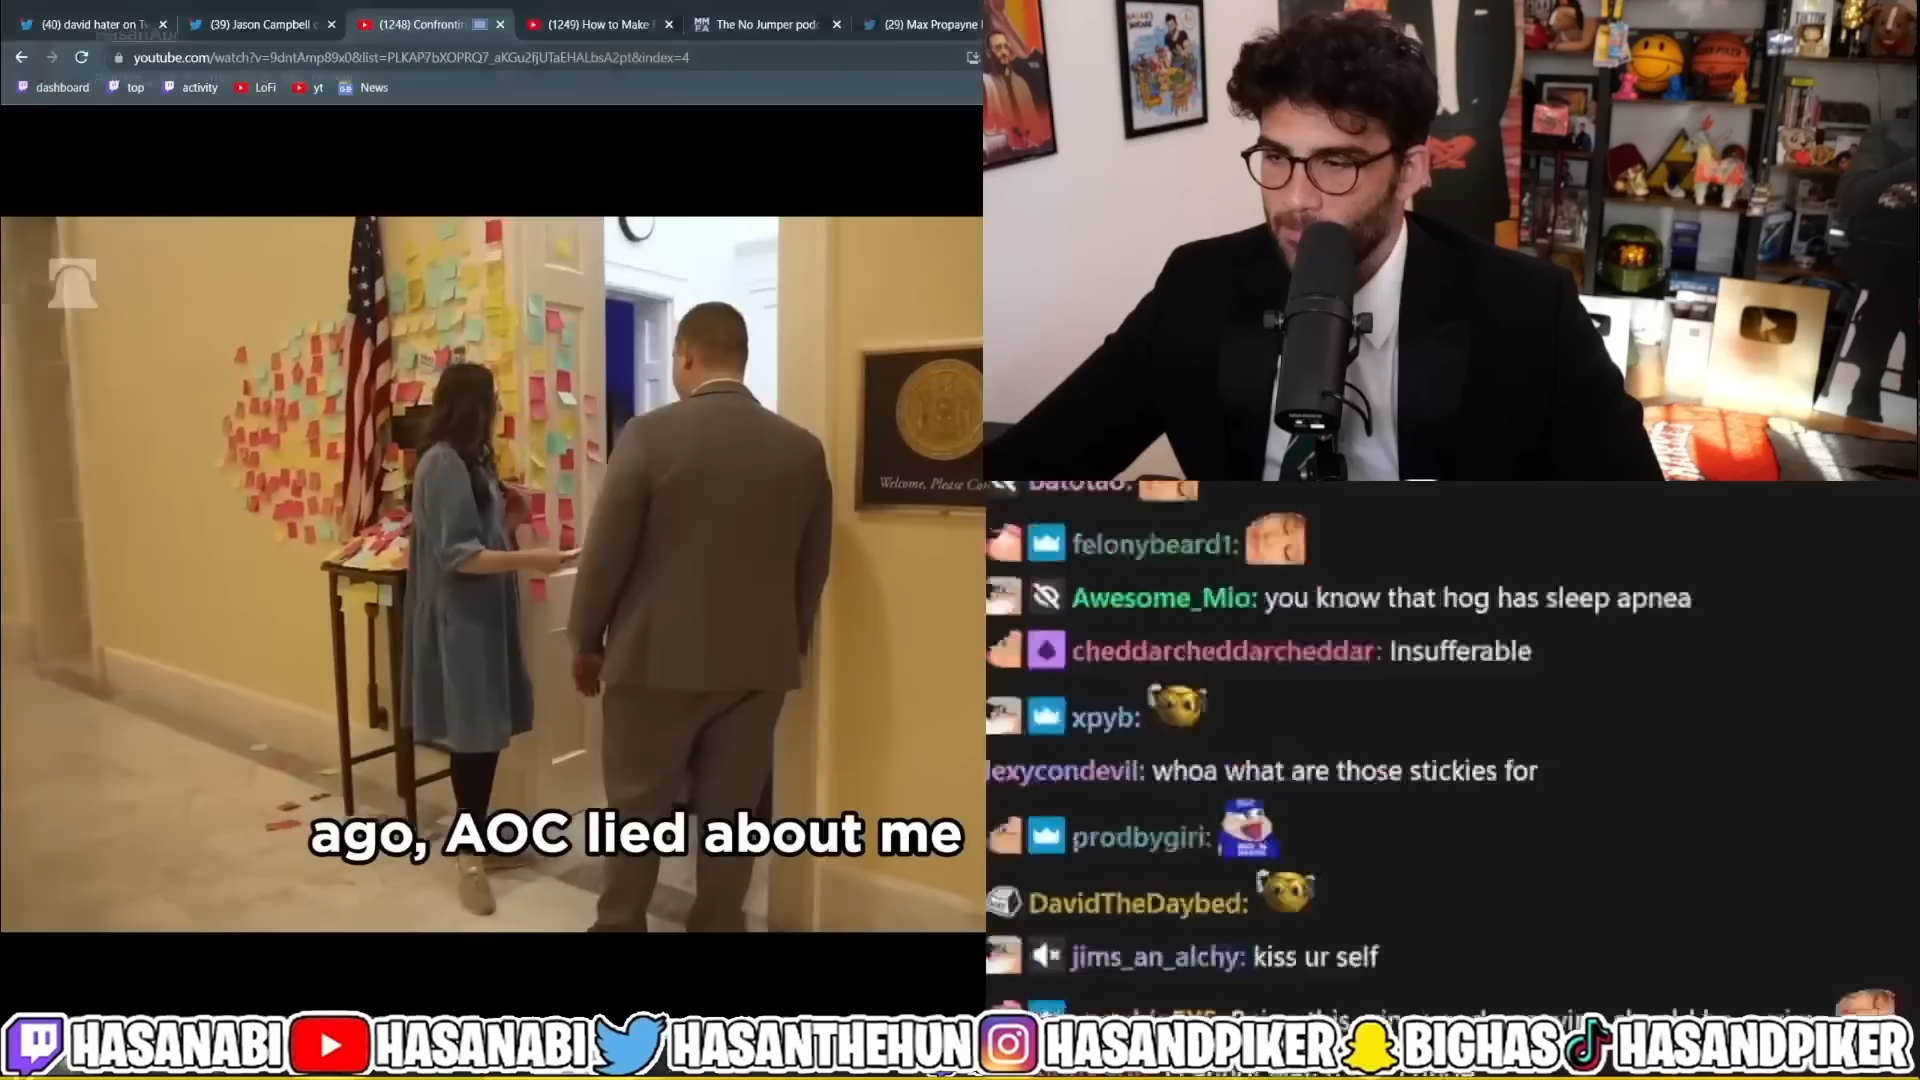 (40) david hater on T
(39) Jason Campbell
(1248) Confrontin
(1249) How to Make
The No Jumper pod
(29) Max Propayne
youtube.com/watch?v=9dntAmp89x0&list=PLKAP7bXOPRQ7_aKGu2fjUTaEHALbsA2pt&index=4
dashboard
top
activity
LoFi
yt
News
Welcome, Please Co
ago, AOC lied about me
batotao:
felonybeard1:
Awesome_Mio: you know that hog has sleep apnea
cheddarcheddarcheddar: Insufferable
xpyb:
lexycondevil: whoa what are those stickies for
prodbygiri:
DavidTheDaybed:
jims_an_alchy: kiss ur self
HASANABI HASANABI HASANTHEHUN HASANDPIKER BIGHAS HASANDPIKER